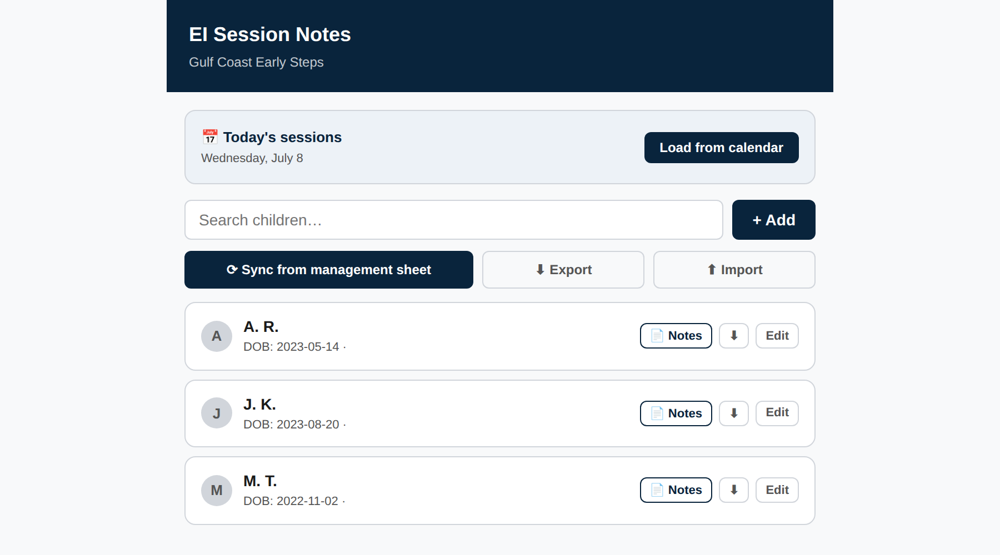 EI Session Notes
Gulf Coast Early Steps
📅 Today's sessions
Wednesday, July 8
Load from calendar
Search children…
+ Add
⟳ Sync from management sheet
⬇ Export
⬆ Import
A
A. R.
DOB: 2023-05-14 ·
📄 Notes
⬇
Edit
J
J. K.
DOB: 2023-08-20 ·
📄 Notes
⬇
Edit
M
M. T.
DOB: 2022-11-02 ·
📄 Notes
⬇
Edit